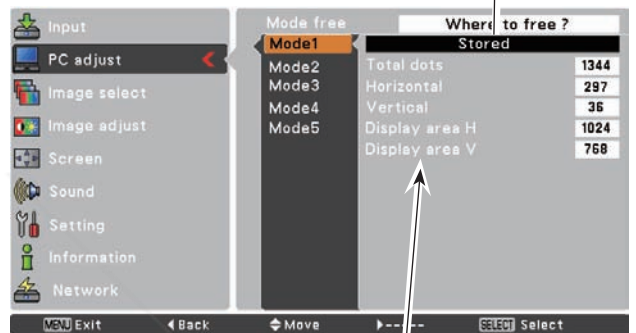 Input
PC adjust
Image select
Image adjust
Screen
Sound
Setting
Information
Network
Mode free
Where to free ?
Mode1
Mode2
Mode3
Mode4
Mode5
Stored
Total dots 1344
Horizontal 297
Vertical 36
Display area H 1024
Display area V 768
MENU Exit ◀Back Move ▶----- SELECT Select